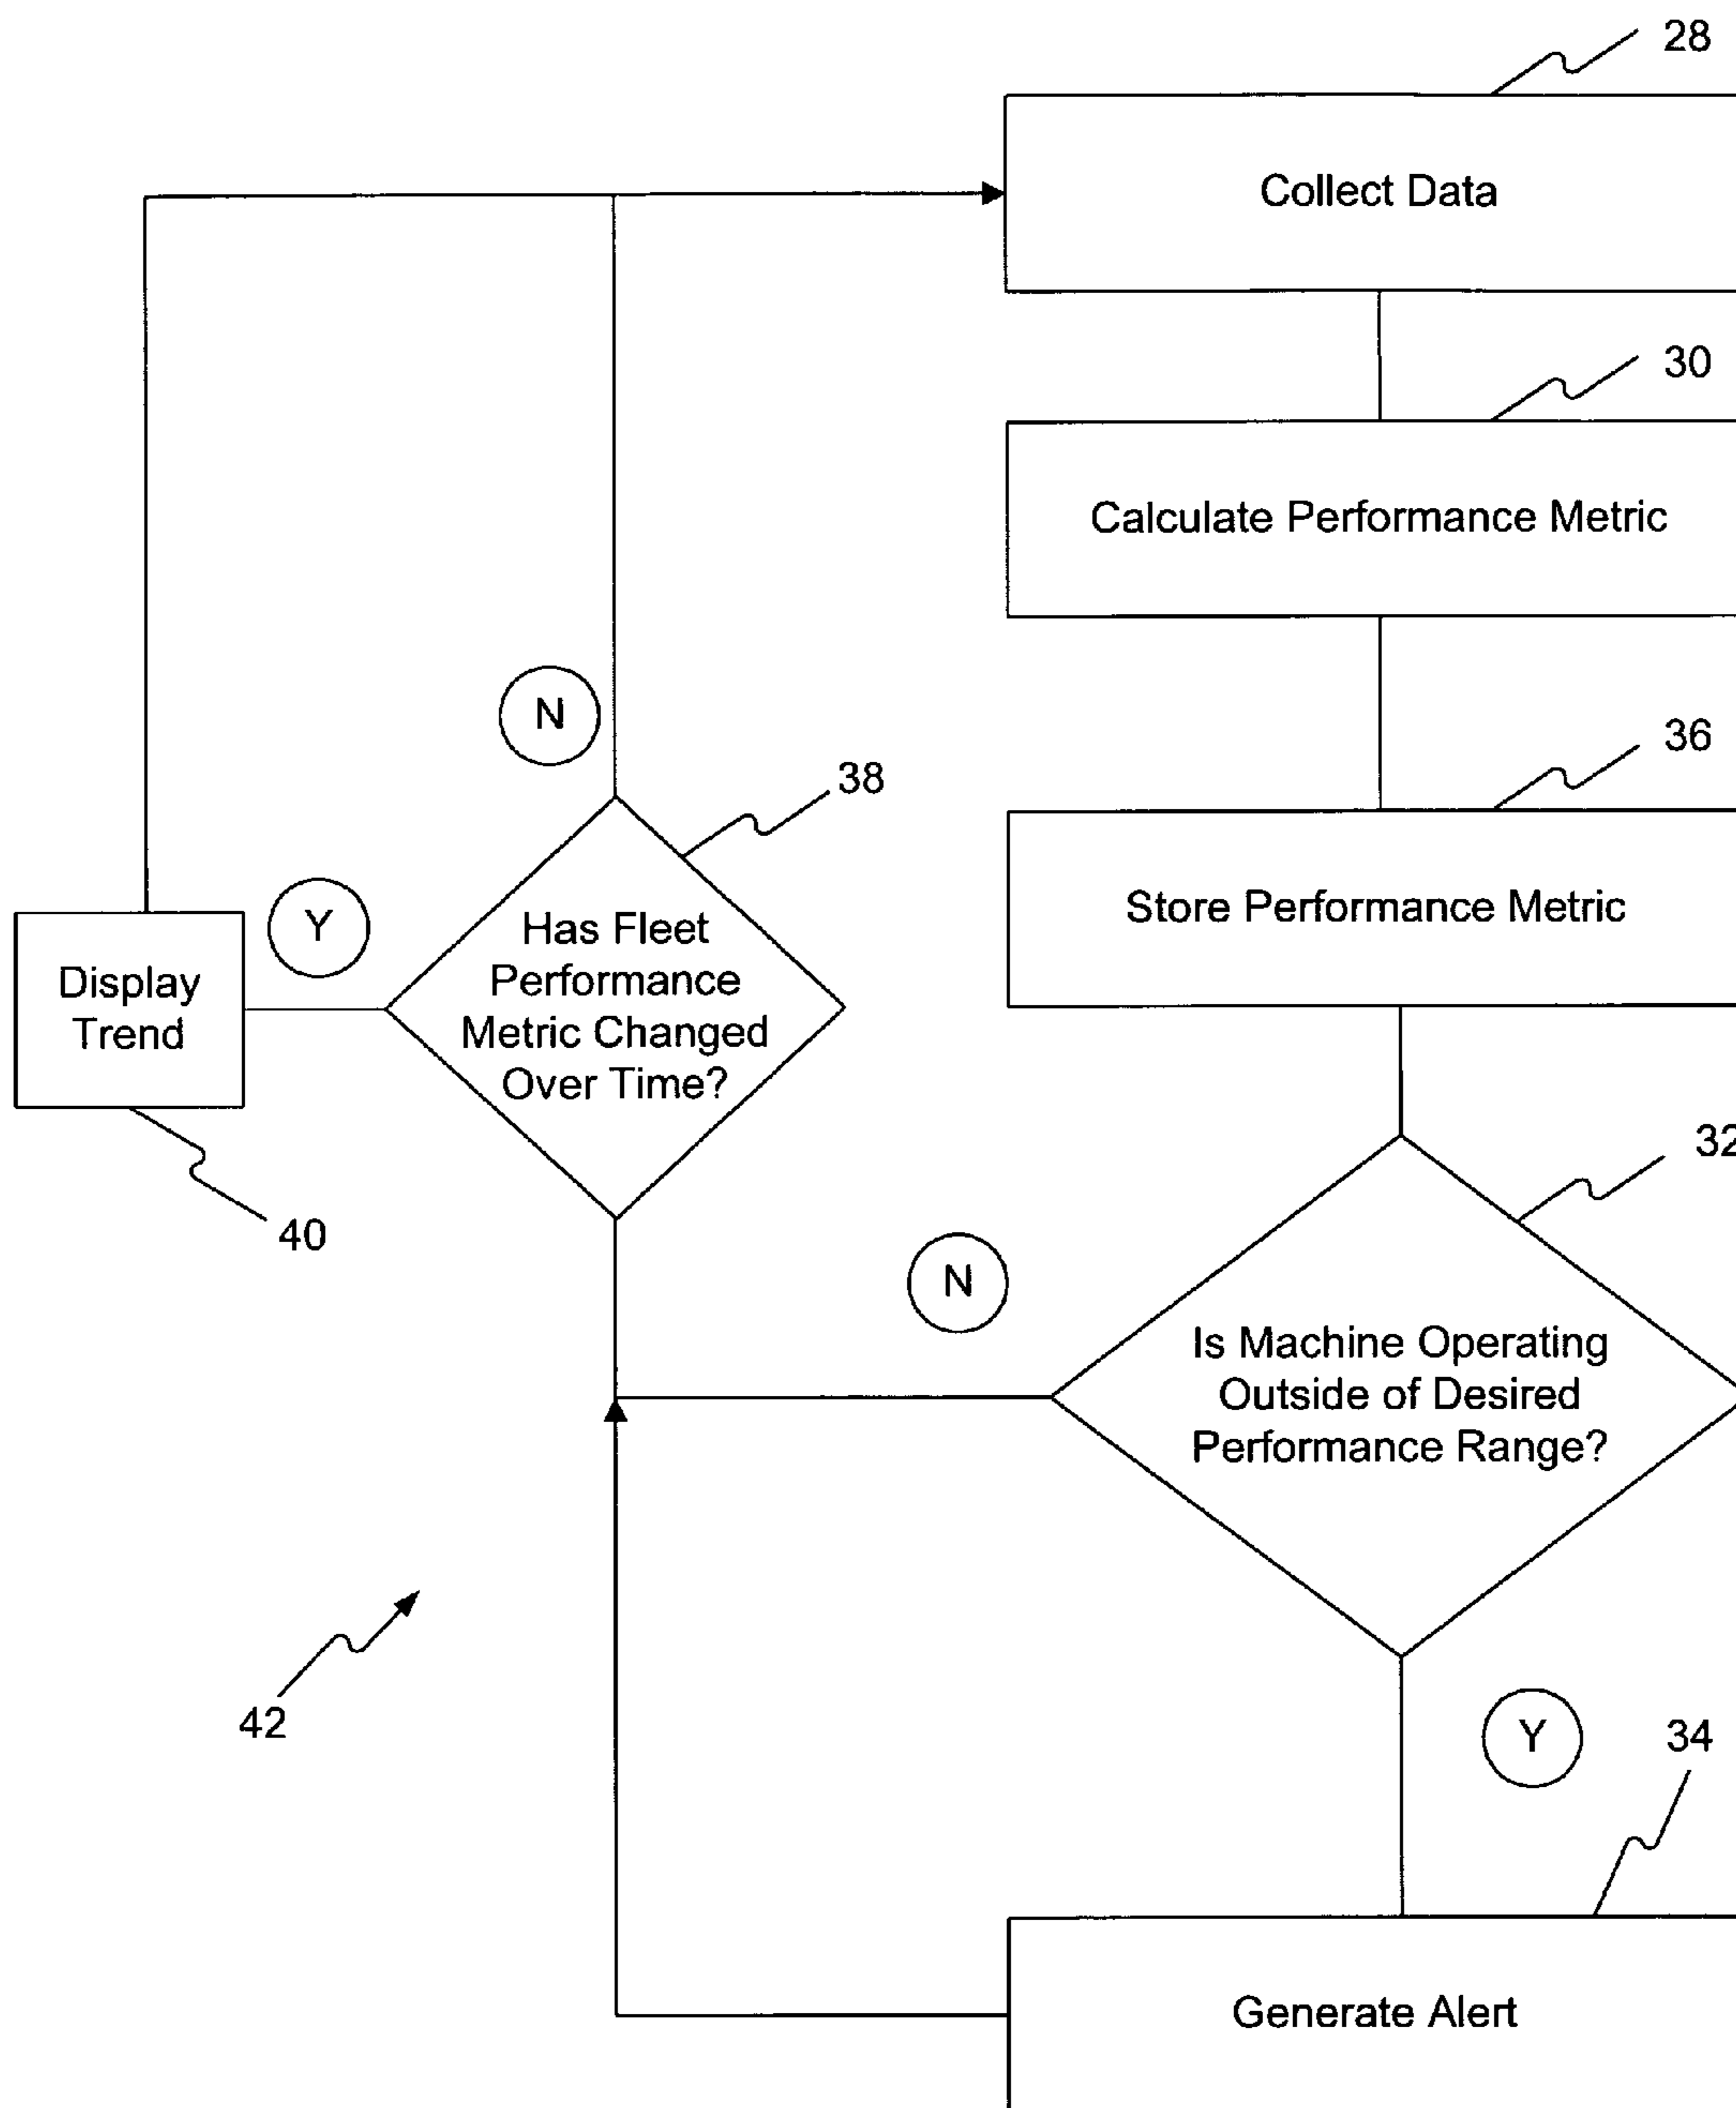 28
Collect Data
30
Calculate Performance Metric
36
Store Performance Metric
N
38
Y
Has Fleet
Performance
Metric Changed
Over Time?
Display
Trend
40
32
N
Is Machine Operating
Outside of Desired
Performance Range?
42
Y
34
Generate Alert